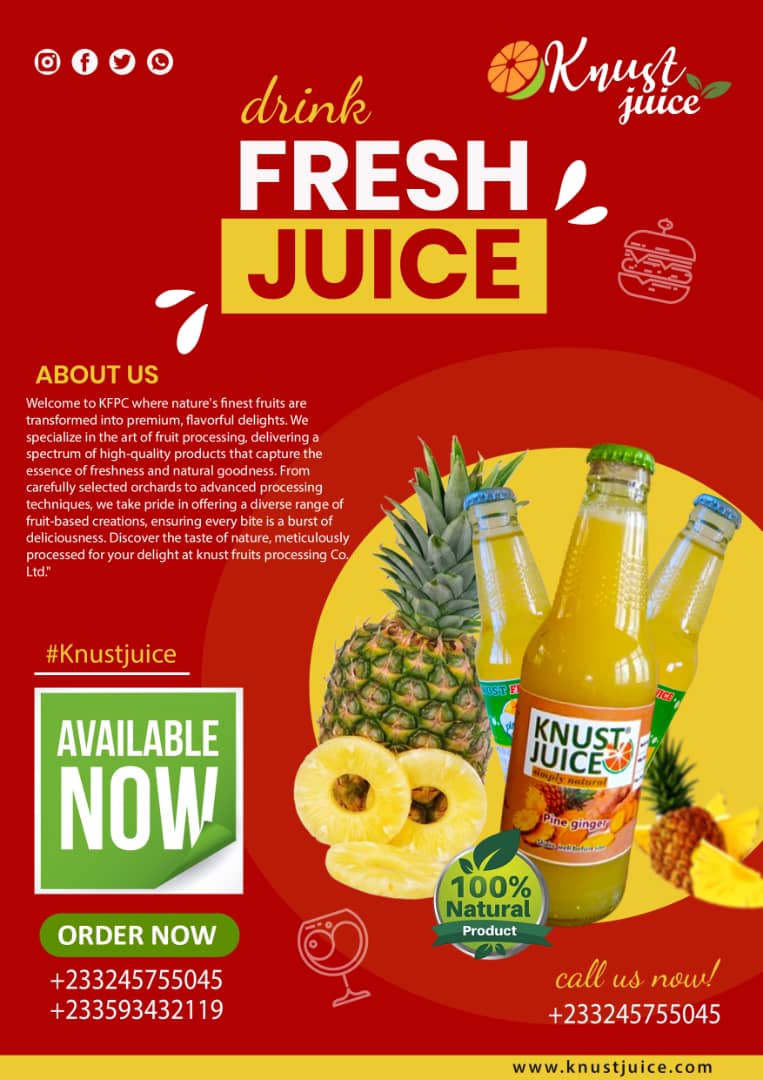 Knust
juice
drink
FRESH
JUICE
ABOUT US
Welcome to KFPC where nature's finest fruits are
transformed into premium, flavorful delights. We
specialize in the art of fruit processing, delivering a
spectrum of high-quality products that capture the
essence of freshness and natural goodness. From
carefully selected orchards to advanced processing
techniques, we take pride in offering a diverse range of
fruit-based creations, ensuring every bite is a burst of
deliciousness. Discover the taste of nature, meticulously
processed for your delight at knust fruits processing Co.
Ltd."
#Knustjuice
AVAILABLE
NOW
KNUST
JUICE
simply natural
Pine ginger
100%
Natural
Product
ORDER NOW
+233245755045
+233593432119
call us now!
+233245755045
www.knustjuice.com